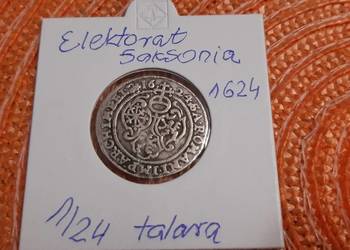 Elektorat
Saksonia
1624
1/24 talara